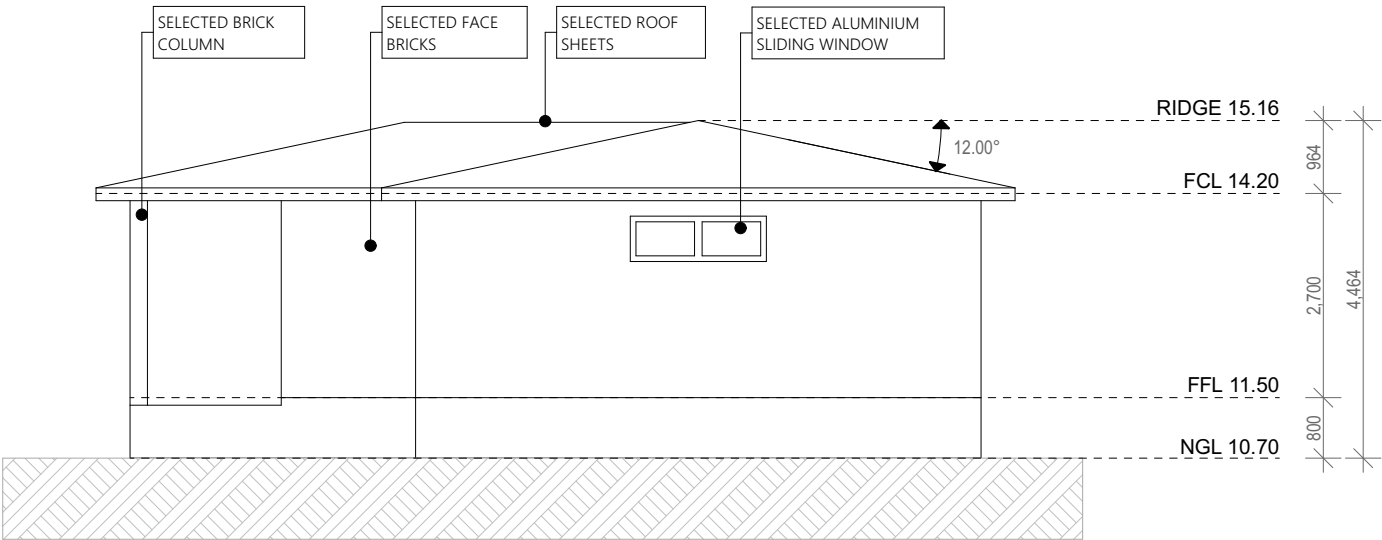 SELECTED BRICK
COLUMN
SELECTED FACE
BRICKS
SELECTED ROOF
SHEETS
SELECTED ALUMINIUM
SLIDING WINDOW
RIDGE 15.16
12.00°
964
FCL 14.20
2,700
4,464
FFL 11.50
800
NGL 10.70